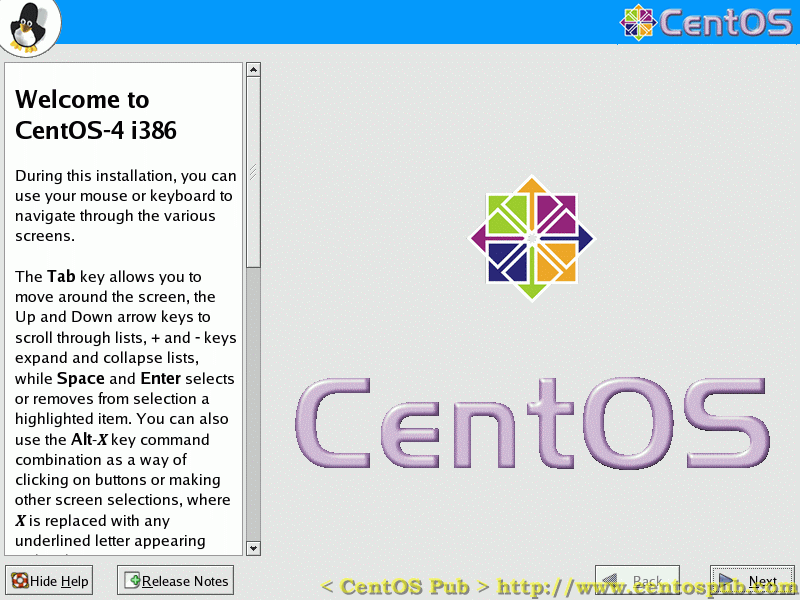 CentOS
Welcome to
CentOS-4 i386
During this installation, you can
use your mouse or keyboard to
navigate through the various
screens.
The Tab key allows you to
move around the screen, the
Up and Down arrow keys to
scroll through lists, + and - keys
expand and collapse lists,
while Space and Enter selects
or removes from selection a
highlighted item. You can also
use the Alt-X key command
combination as a way of
clicking on buttons or making
other screen selections, where
X is replaced with any
underlined letter appearing
CentOS
Hide Help
Release Notes
Back
Next
< CentOS Pub > http://www.centospub.com